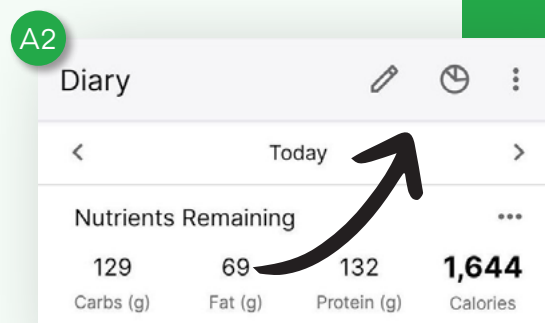 A2
Diary
Today
Nutrients Remaining
129 69 132 1,644
Carbs (g) Fat (g) Protein (g) Calories